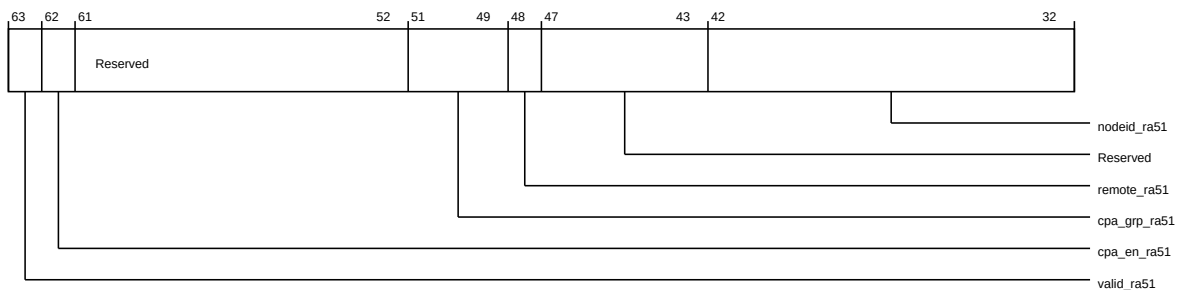 63 62 61 52 51 49 48 47 43 42 32
Reserved
nodeid_ra51
Reserved
remote_ra51
cpa_grp_ra51
cpa_en_ra51
valid_ra51